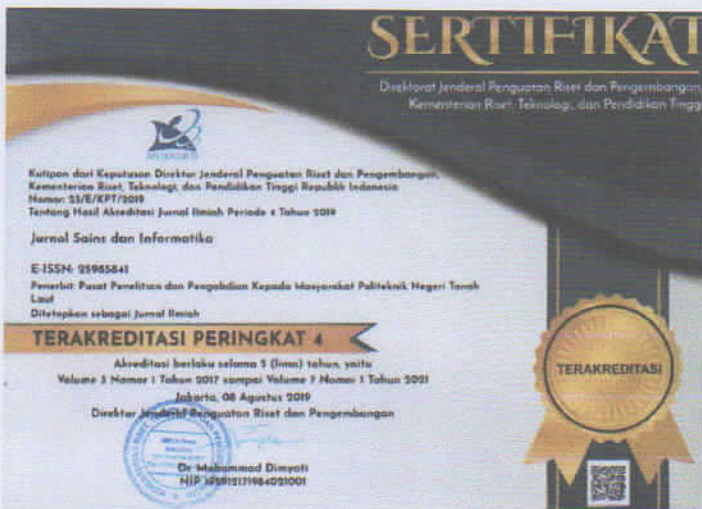 SERTIFIKAT
Direktorat Jenderal Penguatan Riset dan Pengembangan,
Kementerian Riset, Teknologi, dan Pendidikan Tinggi
Kutipan dari Keputusan Direktur Jenderal Penguatan Riset dan Pengembangan,
Kementerian Riset, Teknologi, dan Pendidikan Tinggi Republik Indonesia
Nomor: 23/E/KPT/2019
Tentang Hasil Akreditasi Jurnal Ilmiah Periode 4 Tahun 2019
Jurnal Sains dan Informatika
E-ISSN: 25985841
Penerbit: Pusat Penelitian dan Pengabdian Kepada Masyarakat Politeknik Negeri Tanah
Laut
Ditetapkan sebagai Jurnal Ilmiah
TERAKREDITASI PERINGKAT 4
Akreditasi berlaku selama 5 (lima) tahun, yaitu
Volume 3 Nomor 1 Tahun 2017 sampai Volume 7 Nomor 1 Tahun 2021
Jakarta, 08 Agustus 2019
Direktur Jenderal Penguatan Riset dan Pengembangan
Dr. Muhammad Dimyati
NIP 195912171984021001
TERAKREDITASI